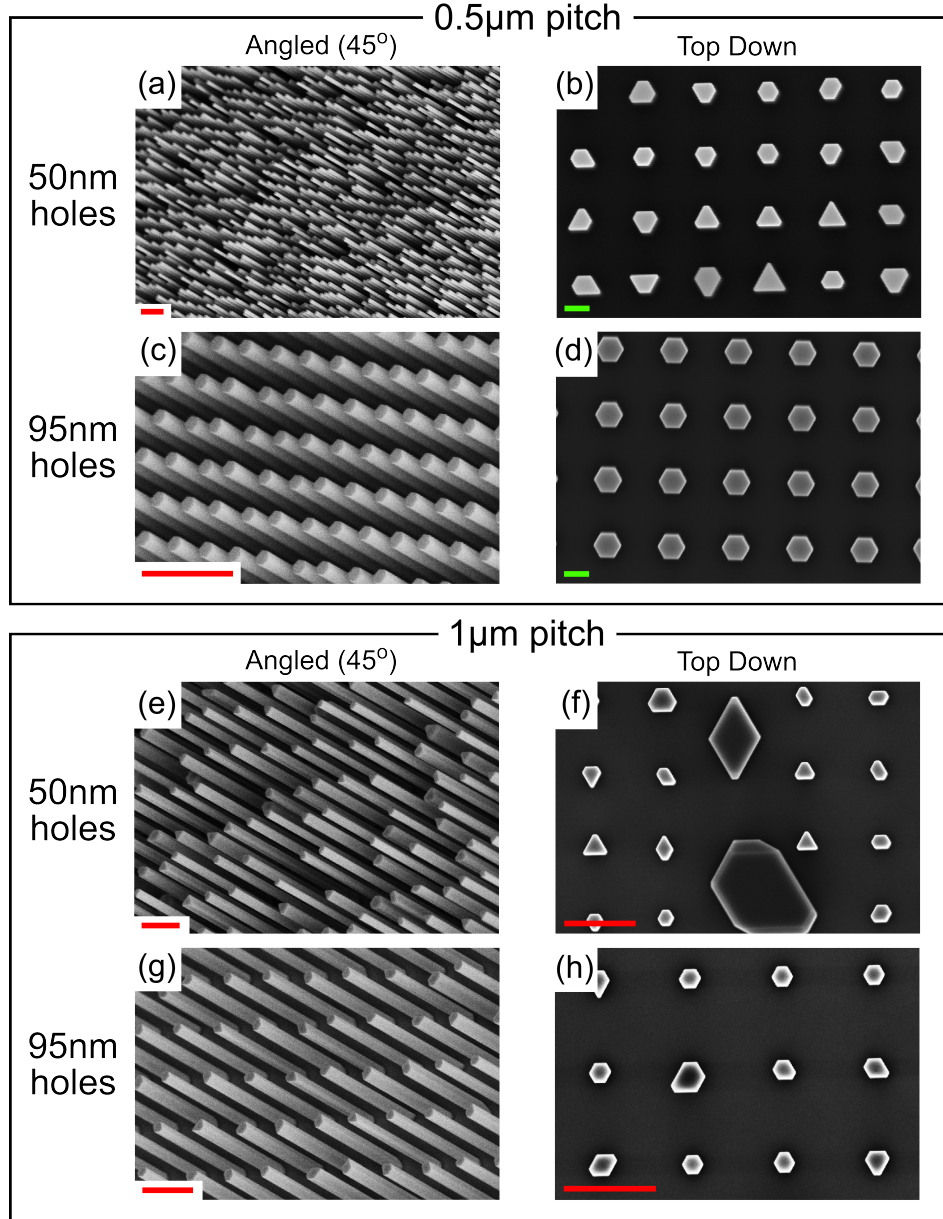 0.5µm pitch
Angled (45°)
Top Down
50nm
holes
(a)
(b)
95nm
holes
(c)
(d)
1µm pitch
Angled (45°)
Top Down
50nm
holes
(e)
(f)
95nm
holes
(g)
(h)